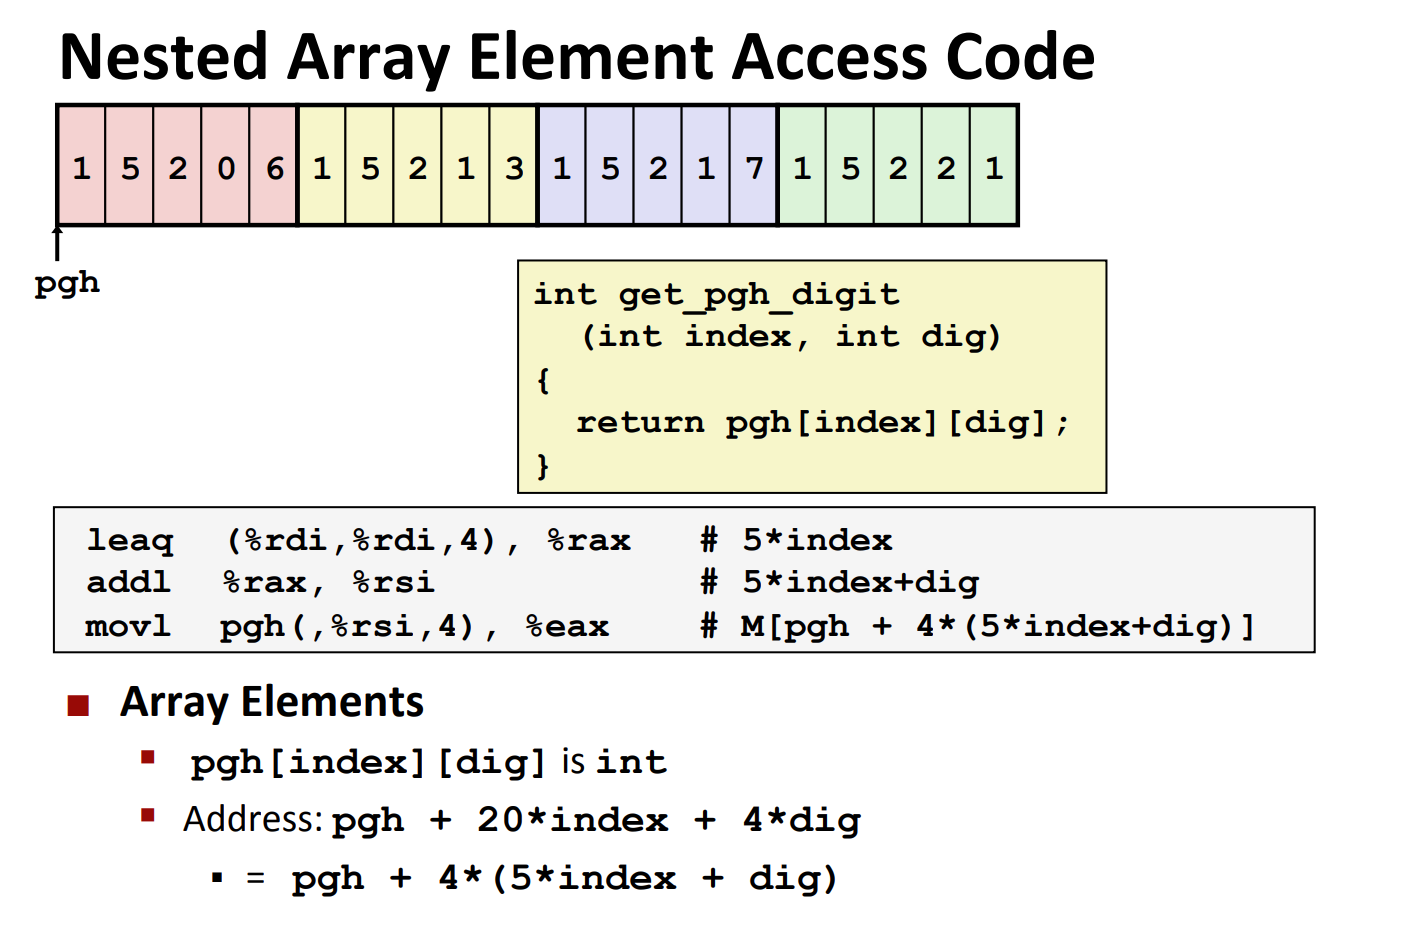 Nested Array Element Access Code
1 5 2 0 6 1 5 2 1 3 1 5 2 1 7 1 5 2 2 1
pgh
int get_pgh_digit
(int index, int dig)
{
return pgh[index][dig];
}
leaq (%rdi,%rdi,4), %rax # 5*index
addl %rax, %rsi # 5*index+dig
movl pgh(,%rsi,4), %eax # M[pgh + 4*(5*index+dig)]
Array Elements
pgh[index][dig] is int
Address: pgh + 20*index + 4*dig
= pgh + 4*(5*index + dig)